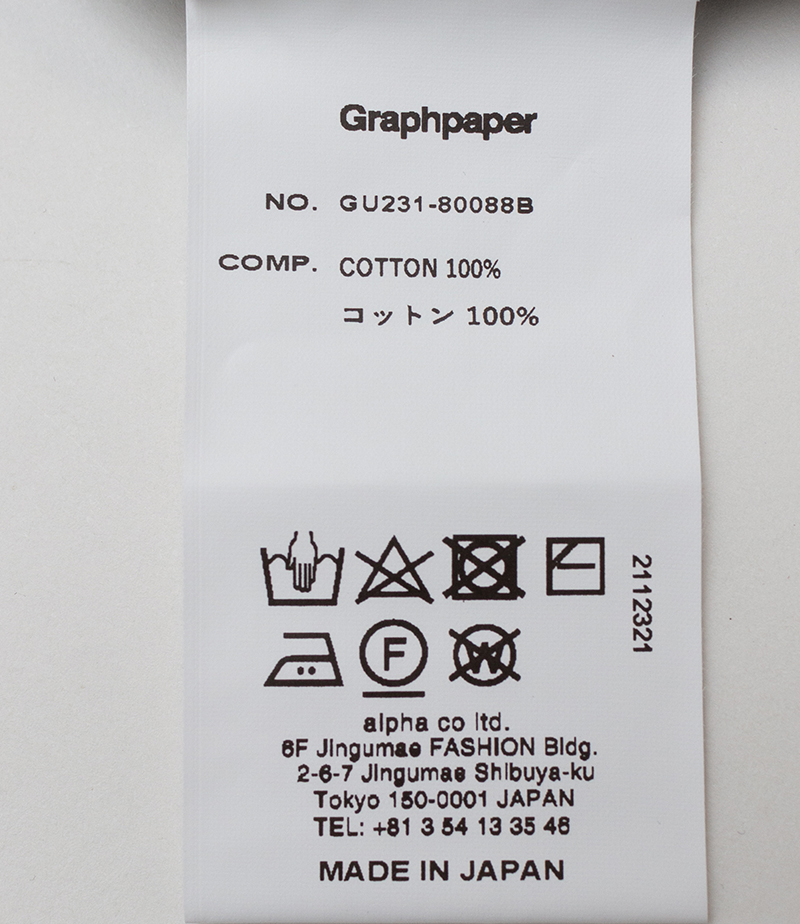 Graphpaper
NO. GU231-80088B
COMP. COTTON 100%
コットン 100%
2112321
F
W
alpha co ltd.
6F Jingumae FASHION Bldg.
2-6-7 Jingumae Shibuya-ku
Tokyo 150-0001 JAPAN
TEL: +81 3 54 13 35 46
MADE IN JAPAN